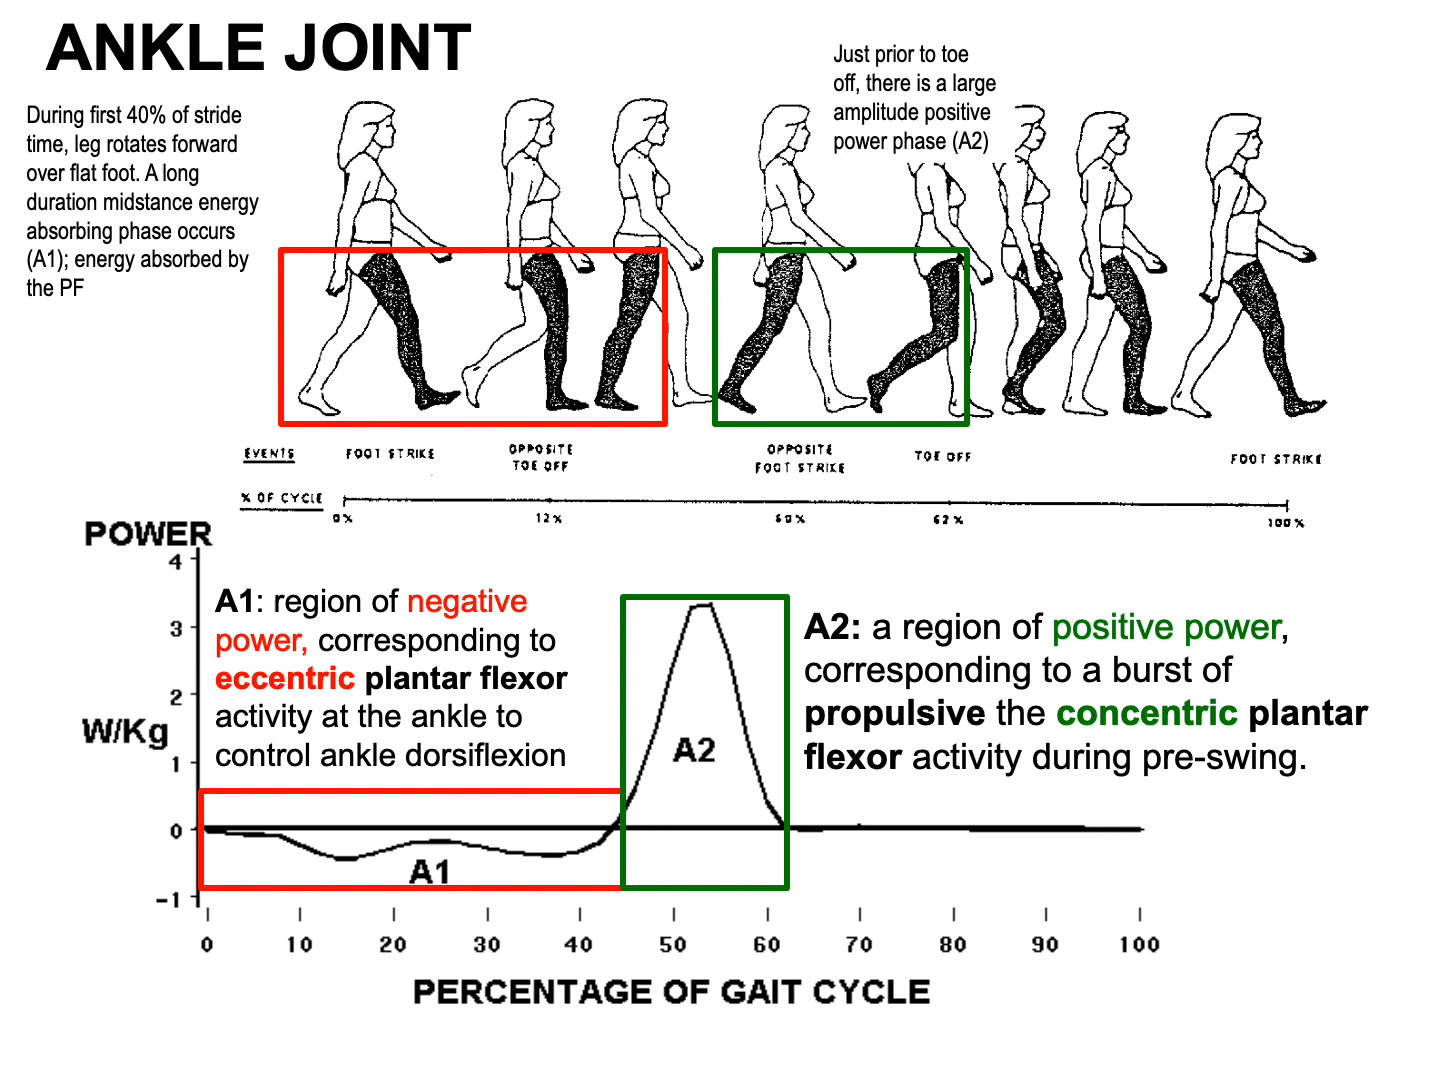 ANKLE JOINT
During first 40% of stride
time, leg rotates forward
over flat foot. A long
duration midstance energy
absorbing phase occurs
(A1); energy absorbed by
the PF
Just prior to toe
off, there is a large
amplitude positive
power phase (A2)
EVENTS
FOOT STRIKE
OPPOSITE
TOE OFF
OPPOSITE
FOOT STRIKE
TOE OFF
FOOT STRIKE
% OF CYCLE
0%
12%
62%
100%
POWER
W/Kg
4
3
2
1
0
-1
A1: region of negative
power, corresponding to
eccentric plantar flexor
activity at the ankle to
control ankle dorsiflexion
A1
A2
A2: a region of positive power,
corresponding to a burst of
propulsive the concentric plantar
flexor activity during pre-swing.
0 10 20 30 40 50 60 70 80 90 100
PERCENTAGE OF GAIT CYCLE